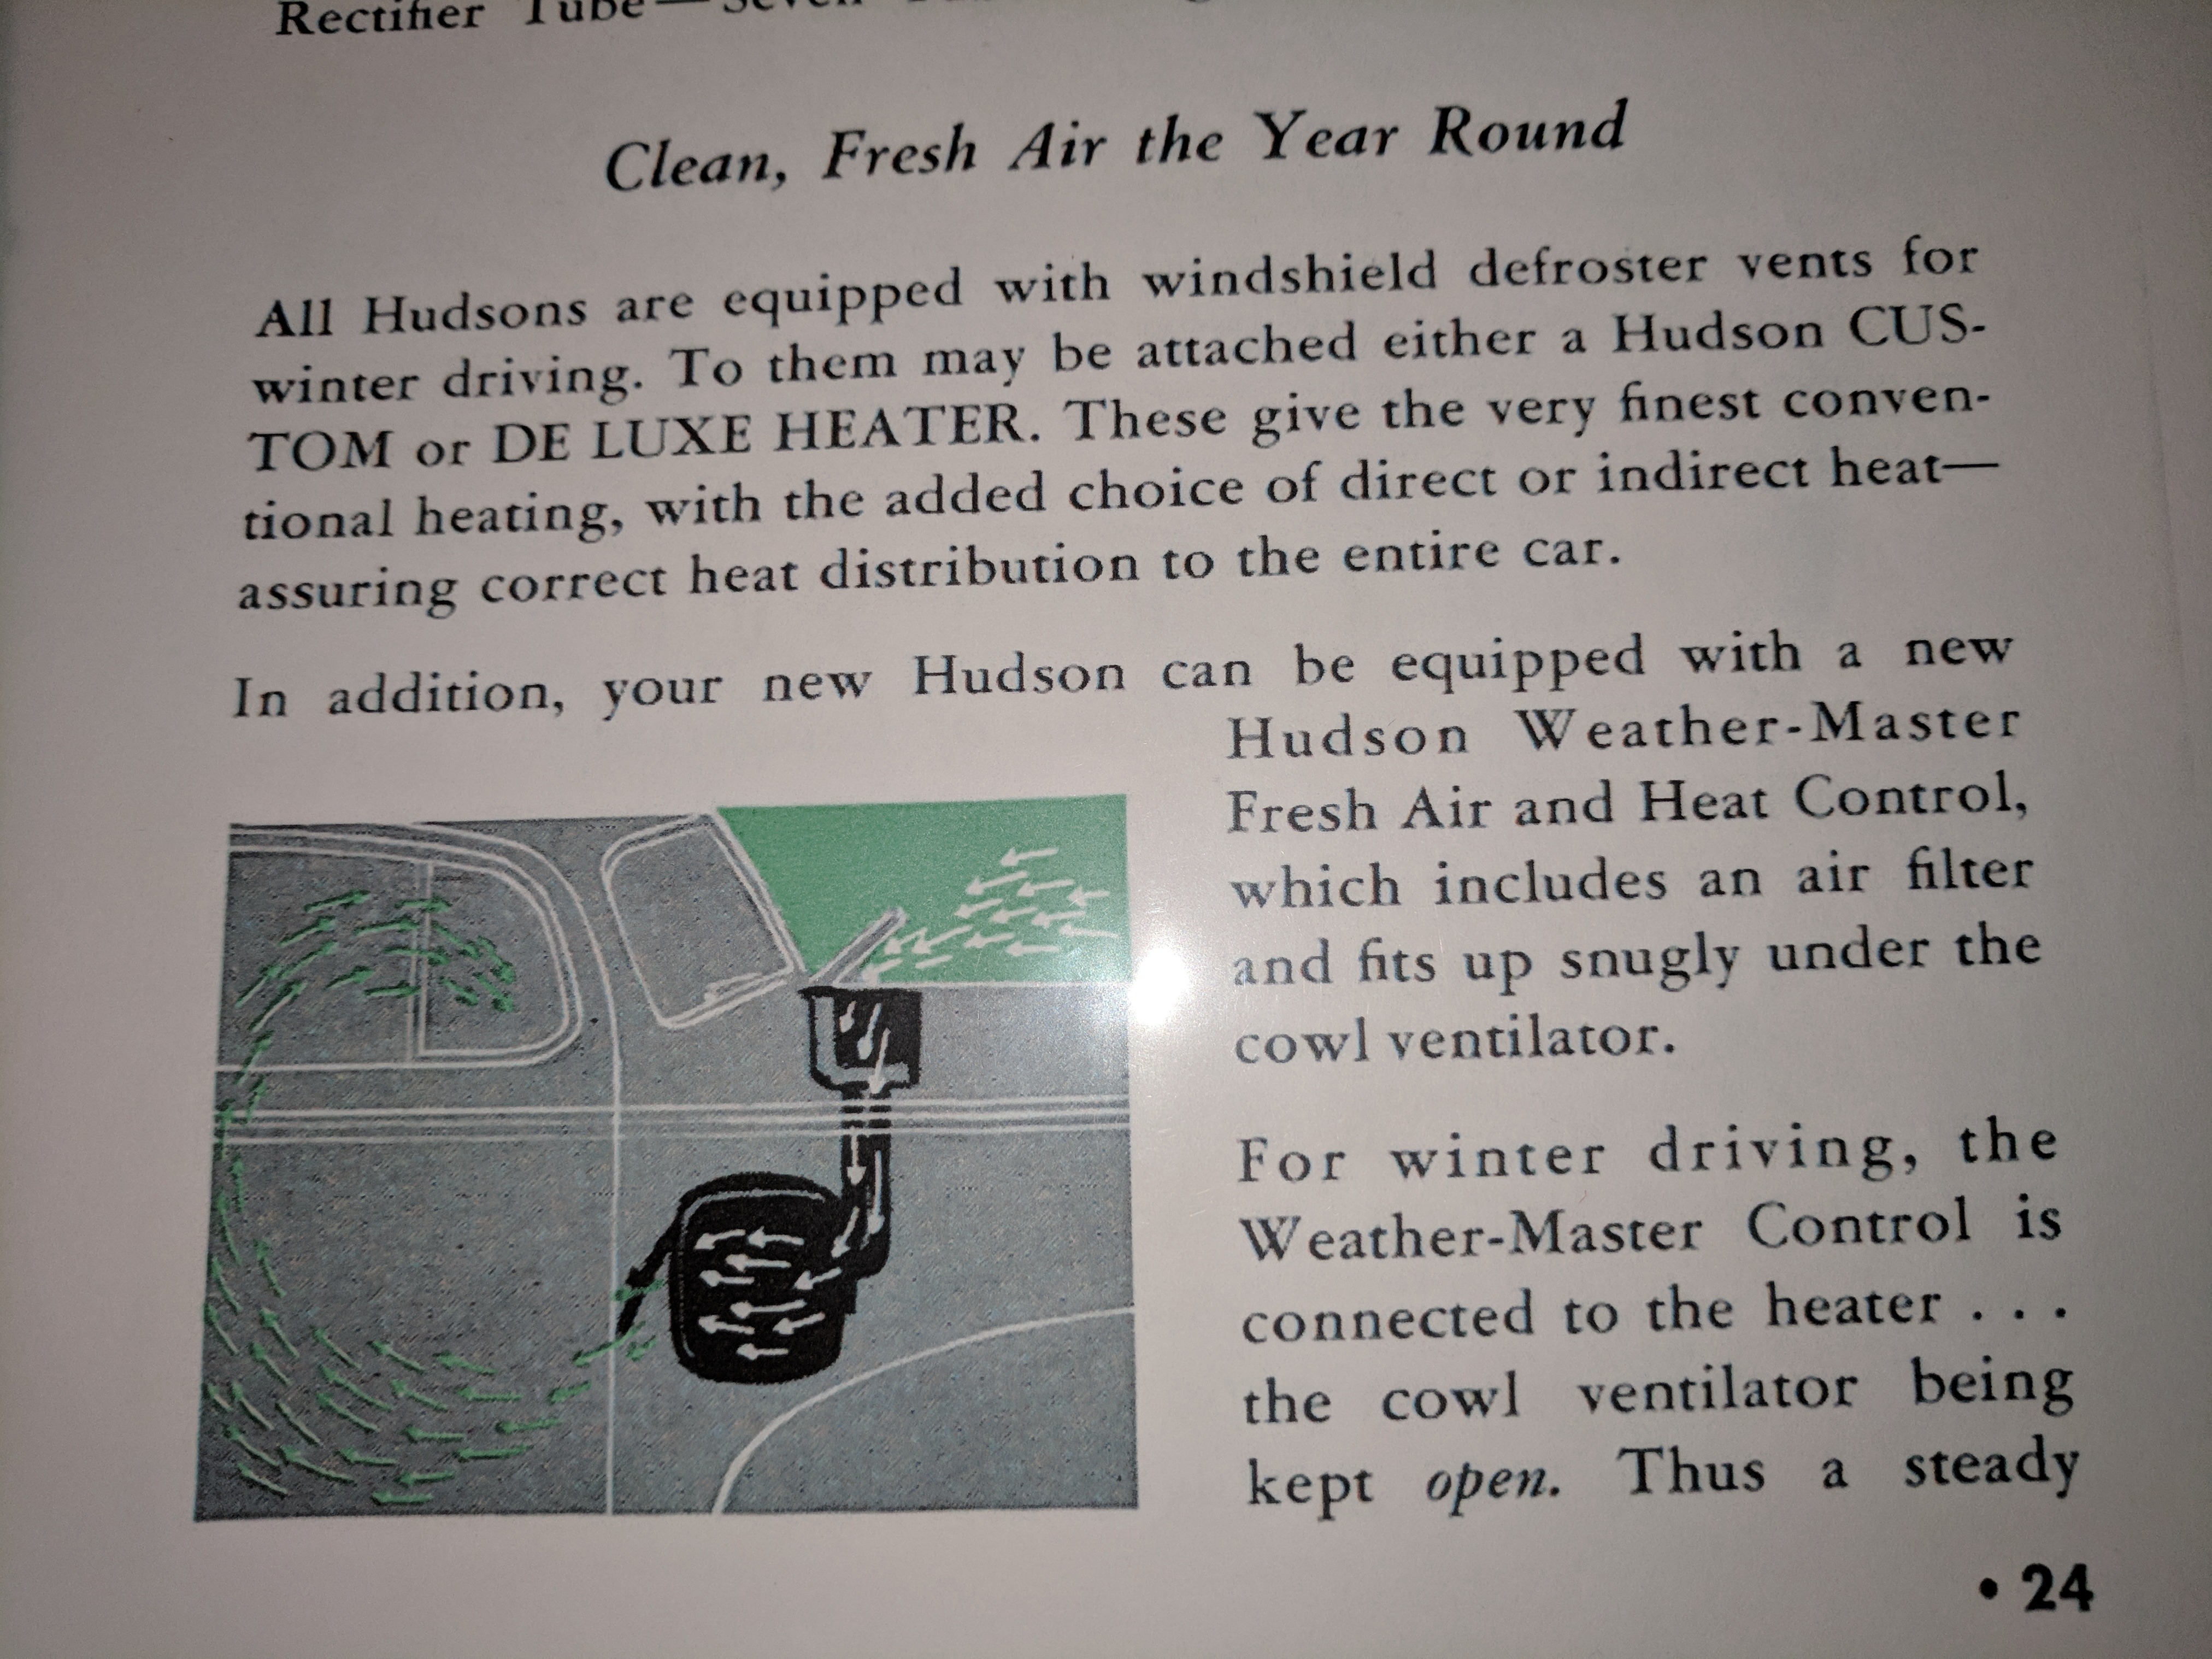 Rectifier Tube—Seven
Clean, Fresh Air the Year Round
All Hudsons are equipped with windshield defroster vents for
winter driving. To them may be attached either a Hudson CUS-
TOM or DE LUXE HEATER. These give the very finest conven-
tional heating, with the added choice of direct or indirect heat—
assuring correct heat distribution to the entire car.
In addition, your new Hudson can be equipped with a new
Hudson Weather-Master
Fresh Air and Heat Control,
which includes an air filter
and fits up snugly under the
cowl ventilator.
For winter driving, the
Weather-Master Control is
connected to the heater . . .
the cowl ventilator being
kept open. Thus a steady
• 24